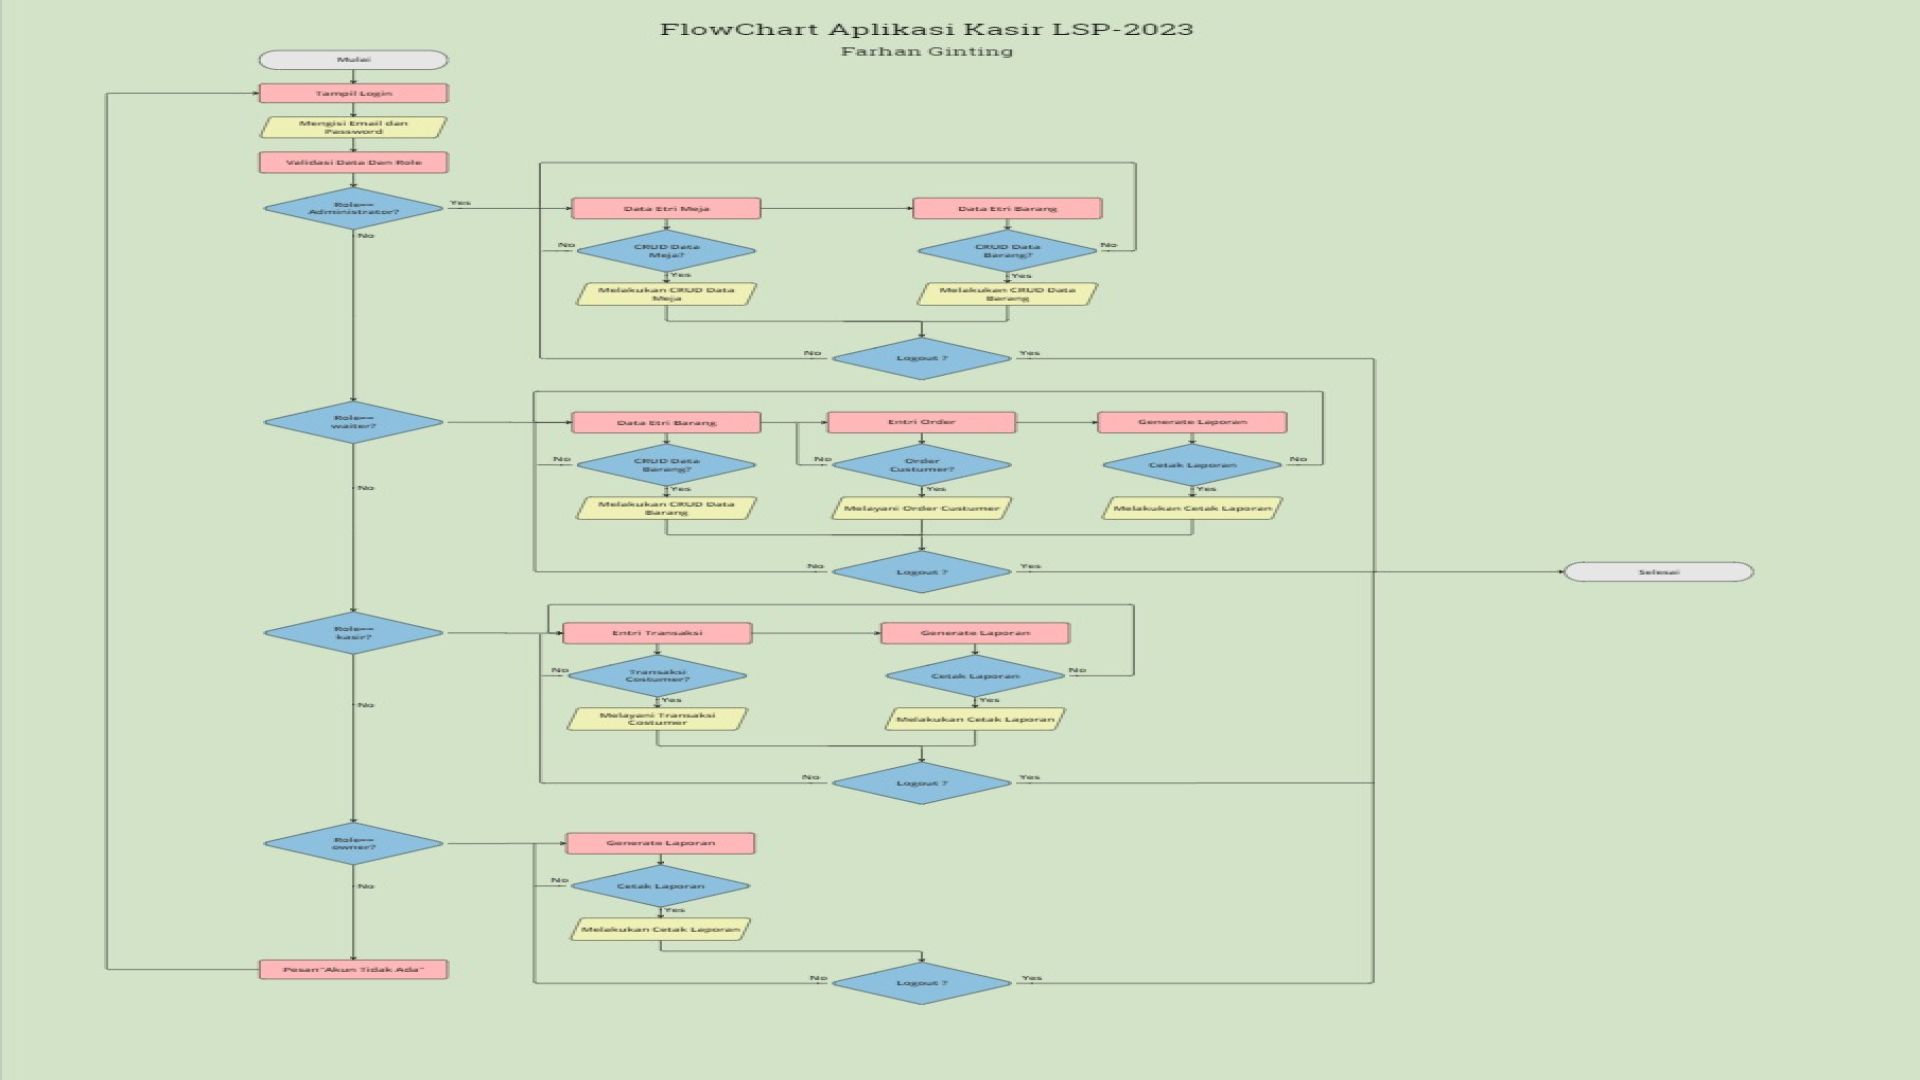 FlowChart Aplikasi Kasir LSP-2023
Farhan Ginting
Mulai
Tampil Login
Mengisi Email dan
Password
Validasi Data Dan Role
Role==
Administrator?
Yes
No
Data Etri Meja
Data Etri Barang
No
CRUD Data
Meja?
CRUD Data
Barang?
No
Yes
Yes
Melakukan CRUD Data
Meja
Melakukan CRUD Data
Barang
No
Logout ?
Yes
Role==
waiter?
No
Data Etri Barang
Entri Order
Generate Laporan
No
CRUD Data
Barang?
No
Order
Custumer?
Cetak Laporan
No
Yes
Yes
Yes
Melakukan CRUD Data
Barang
Melayani Order Custumer
Melakukan Cetak Laporan
No
Logout ?
Yes
Selesai
Role==
kasir?
No
Entri Transaksi
Generate Laporan
No
Transaksi
Costumer?
Cetak Laporan
No
Yes
Yes
Melayani Transaksi
Costumer
Melakukan Cetak Laporan
No
Logout ?
Yes
Role==
owner?
No
Generate Laporan
No
Cetak Laporan
Yes
Melakukan Cetak Laporan
Pesan"Akun Tidak Ada"
No
Logout ?
Yes